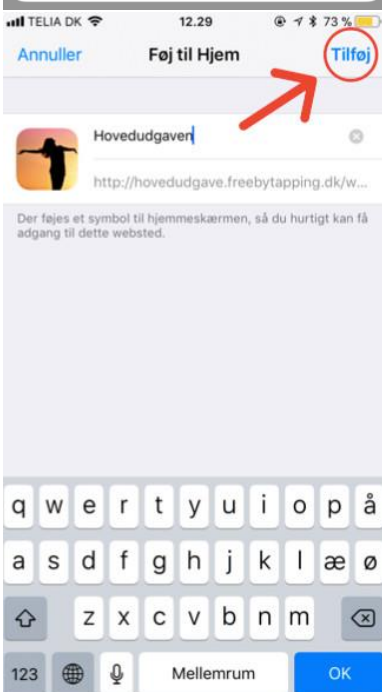 TELIA DK 12.29 73 %
Annuller Føj til Hjem Tilføj
Hovedudgaven
http://hovedudgave.freebytapping.dk/w...
Der føjes et symbol til hjemmeskærmen, så du hurtigt kan få
adgang til dette websted.
q w e r t y u i o p å
a s d f g h j k l æ ø
z x c v b n m
123 Mellemrum OK